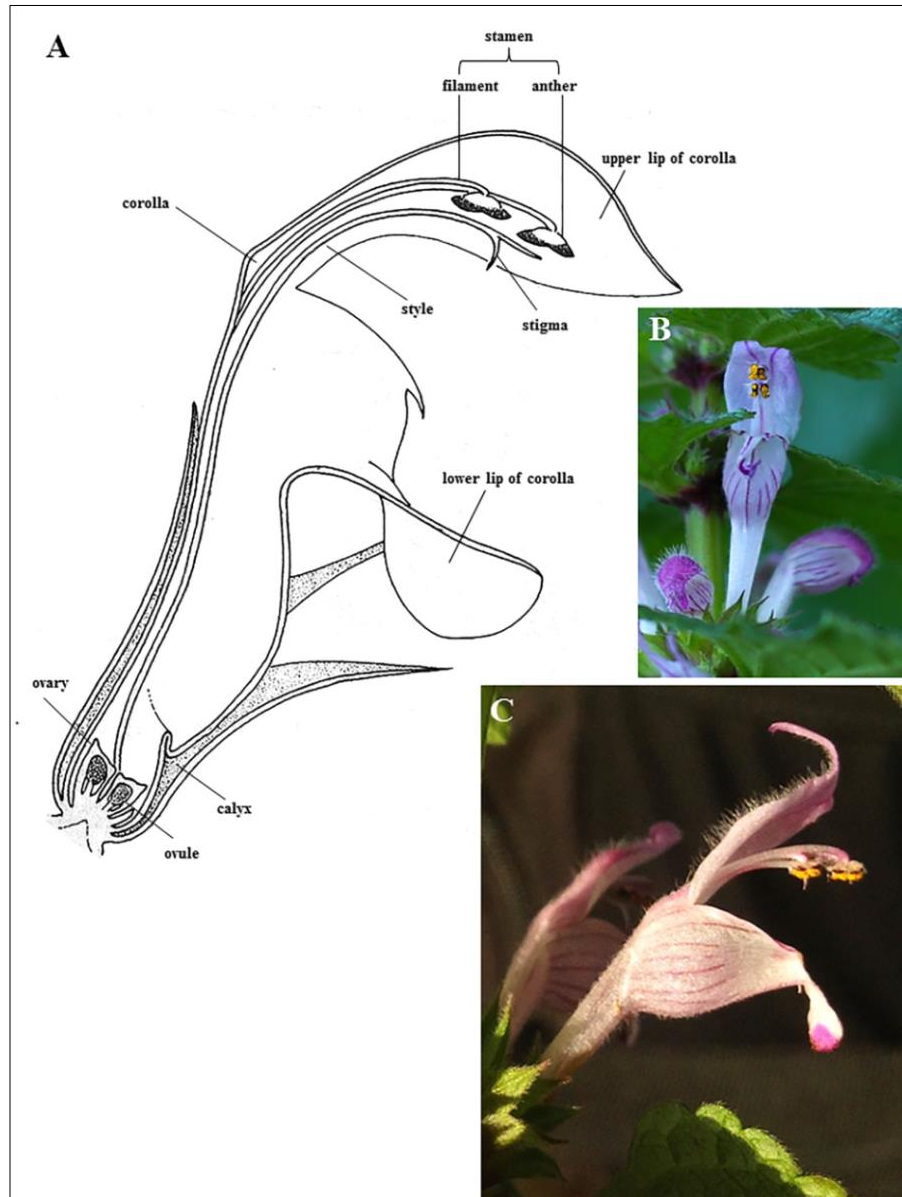 A
stamen
filament
anther
upper lip of corolla
corolla
style
stigma
B
lower lip of corolla
ovary
C
calyx
ovule